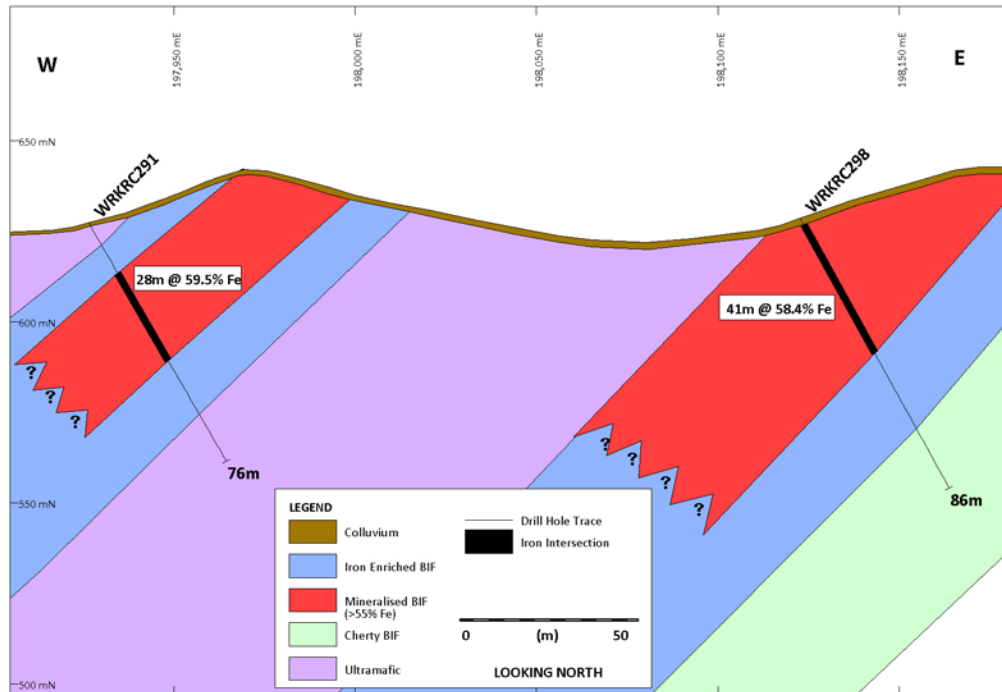 W
197,950 mE
198,000 mE
198,050 mE
198,100 mE
198,150 mE
E
650 mN
WRKRC291
WRKRC298
28m @ 59.5% Fe
41m @ 58.4% Fe
600 mN
?
?
?
?
?
?
?
76m
86m
550 mN
500 mN
LEGEND
Colluvium
Iron Enriched BIF
Mineralised BIF
(>55% Fe)
Cherty BIF
Ultramafic
Drill Hole Trace
Iron Intersection
0 (m) 50
LOOKING NORTH